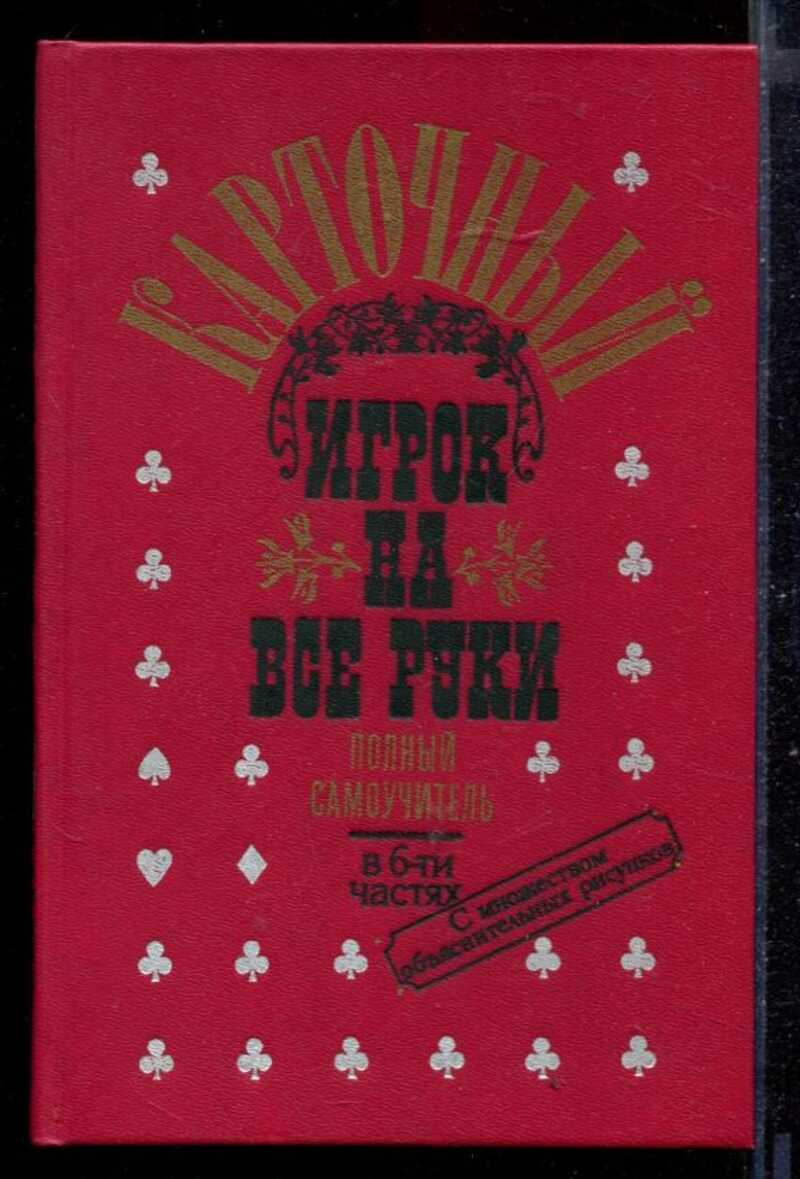 КАРТОЧНЫЙ
ИГРОК
НА
ВСЕ РУКИ
ПОЛНЫЙ
САМОУЧИТЕЛЬ
в 6-ти
частях
С множеством
объяснительных рисунков